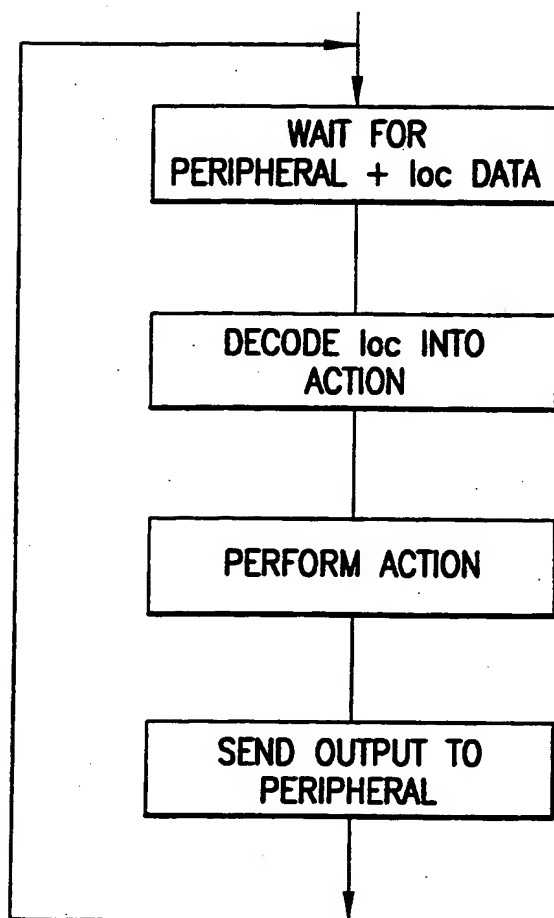 WAIT FOR
PERIPHERAL + loc DATA
DECODE loc INTO
ACTION
PERFORM ACTION
SEND OUTPUT TO
PERIPHERAL